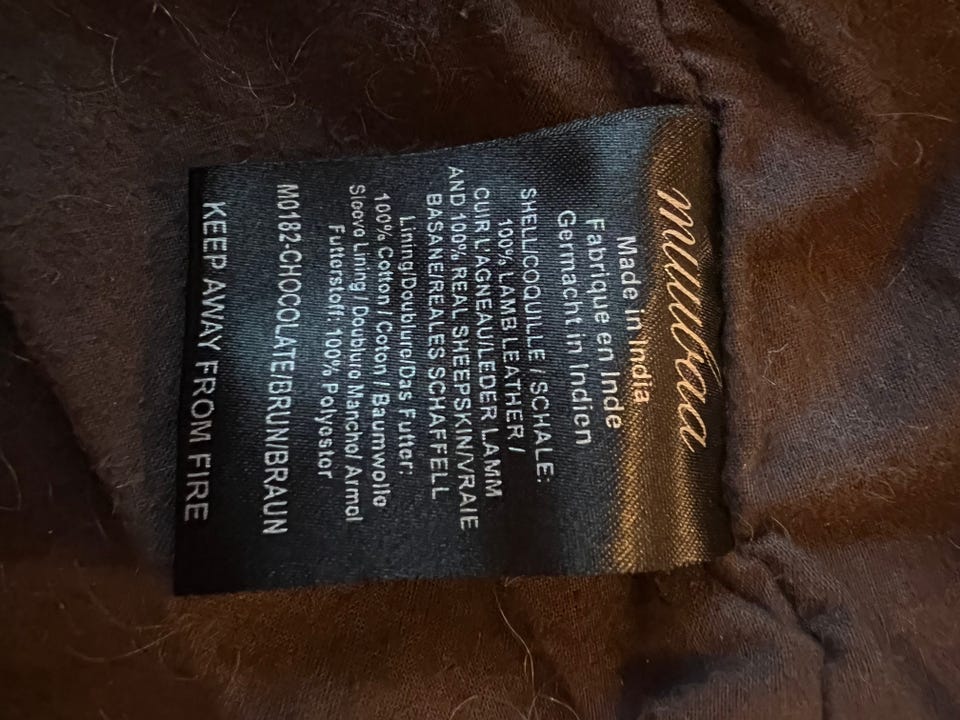 muubaa
Made in India
Fabrique en Inde
Germacht in Indien
SHELL:COQUILLE / SCHALE:
100% LAMB LEATHER /
CUIR L'AGNEAU/LEDER LAMM
AND 100% REAL SHEEPSKIN/VRAIE
BASANE/REALES SCHAFFELL
Lining/Doublure/Das Futter:
100% Cotton / Coton / Baumwolle
Sleeve Lining / Doublure Manche/ Armol
Futterstoff: 100% Polyester
M0182-CHOCOLATE/BRUN/BRAUN
KEEP AWAY FROM FIRE